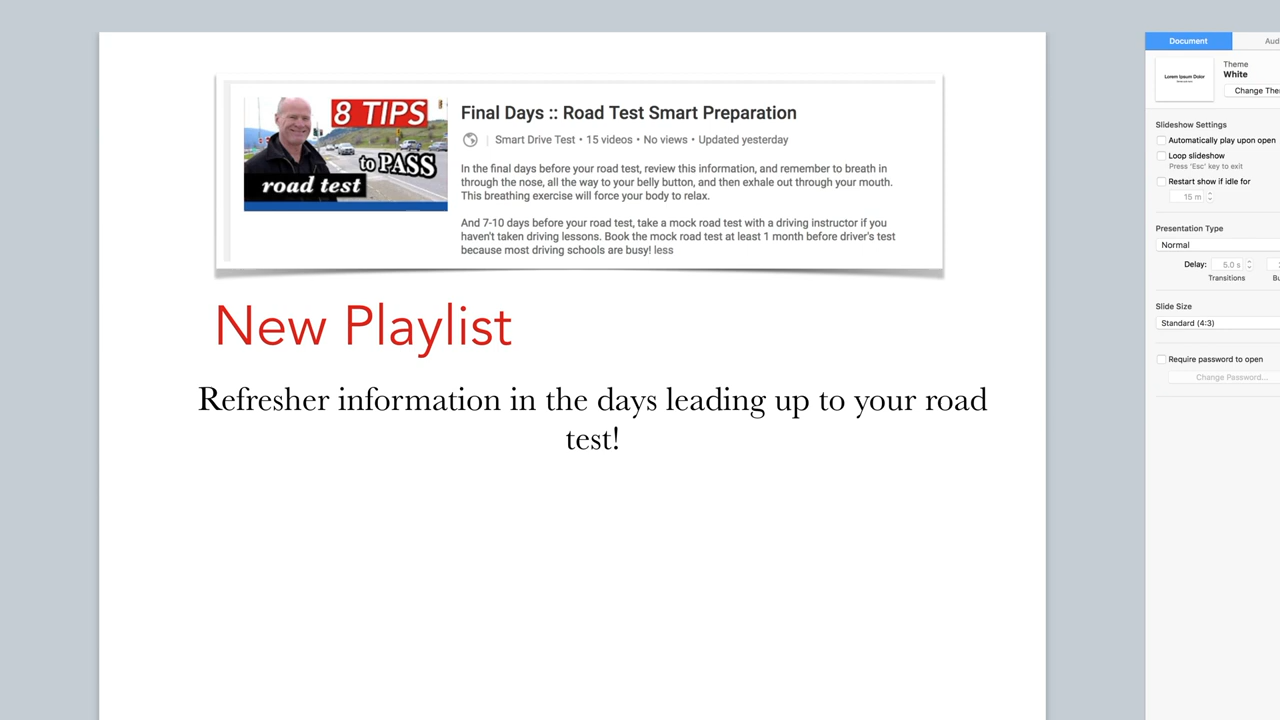 8 TIPS
to PASS
road test
Final Days :: Road Test Smart Preparation
Smart Drive Test • 15 videos • No views • Updated yesterday
In the final days before your road test, review this information, and remember to breath in
through the nose, all the way to your belly button, and then exhale out through your mouth.
This breathing exercise will force your body to relax.
And 7-10 days before your road test, take a mock road test with a driving instructor if you
haven't taken driving lessons. Book the mock road test at least 1 month before driver's test
because most driving schools are busy! less
New Playlist
Refresher information in the days leading up to your road
test!
Document
Aud
Lorem Ipsum Dolor
Theme
White
Change The
Slideshow Settings
Automatically play upon open
Loop slideshow
Press 'Esc' key to exit
Restart show if idle for
15 m
Presentation Type
Normal
Delay: 5.0 s
Transitions
Bu
Slide Size
Standard (4:3)
Require password to open
Change Password...